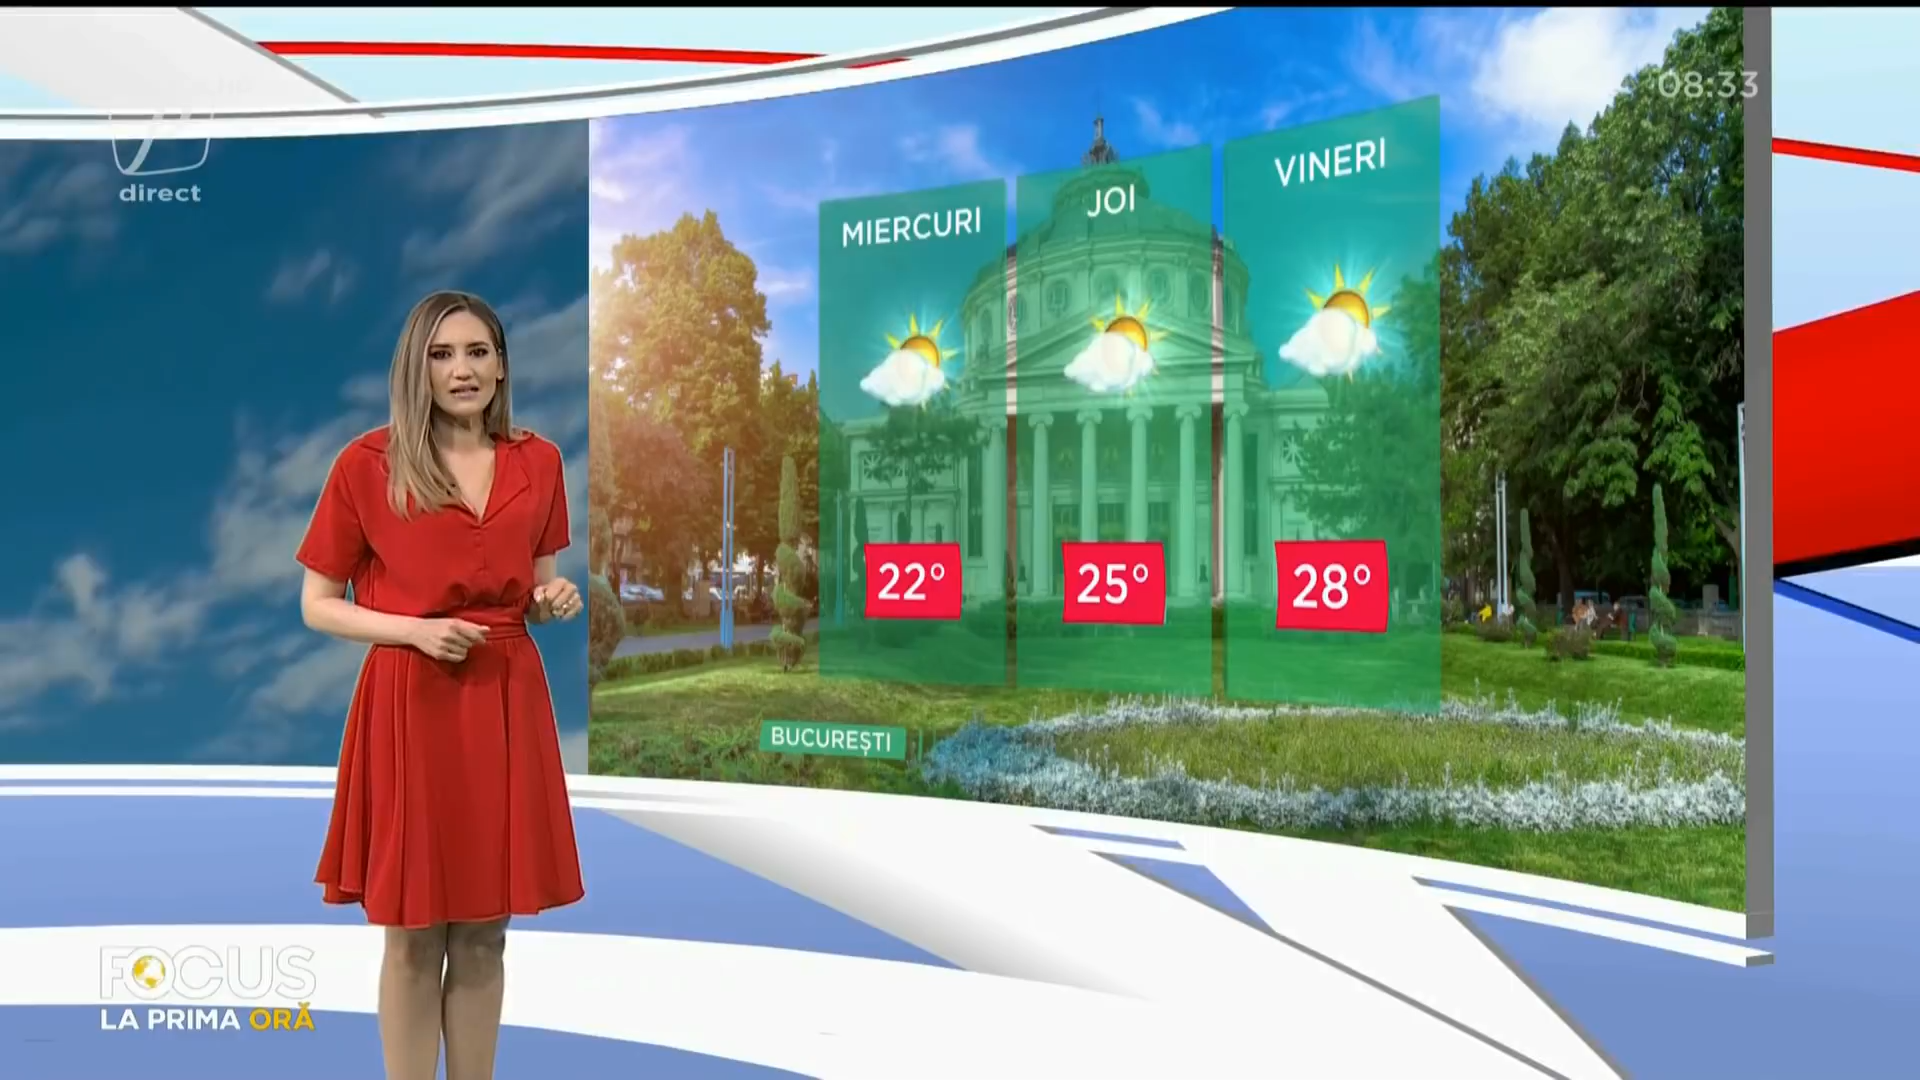 08:33
direct
MIERCURI
JOI
VINERI
22°
25°
28°
BUCUREȘTI
FOCUS
LA PRIMA ORĂ